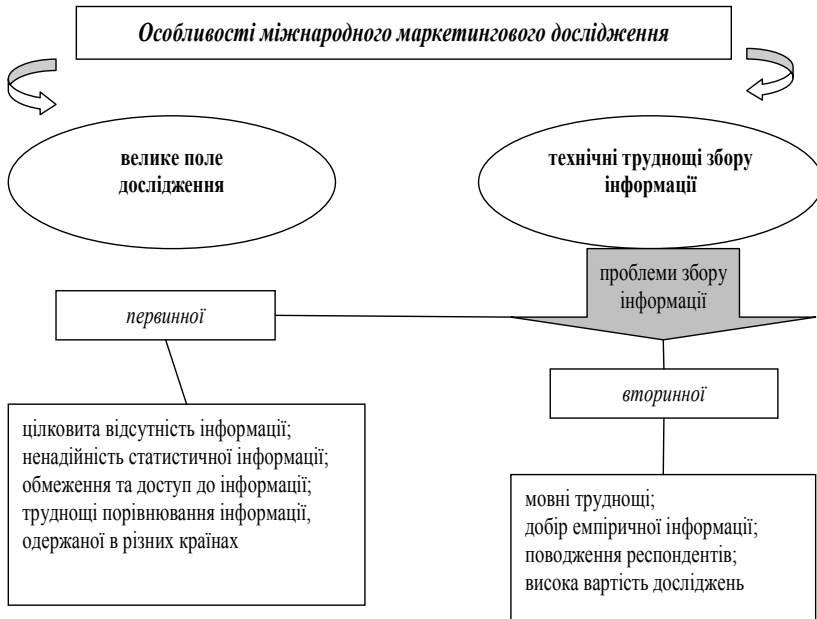 Особливості міжнародного маркетингового дослідження
велике поле
дослідження
технічні труднощі збору
інформації
проблеми збору
інформації
первинної
вторинної
цілковита відсутність інформації;
ненадійність статистичної інформації;
обмеження та доступ до інформації;
труднощі порівнювання інформації,
одержаної в різних країнах
мовні труднощі;
добір емпіричної інформації;
поводження респондентів;
висока вартість досліджень